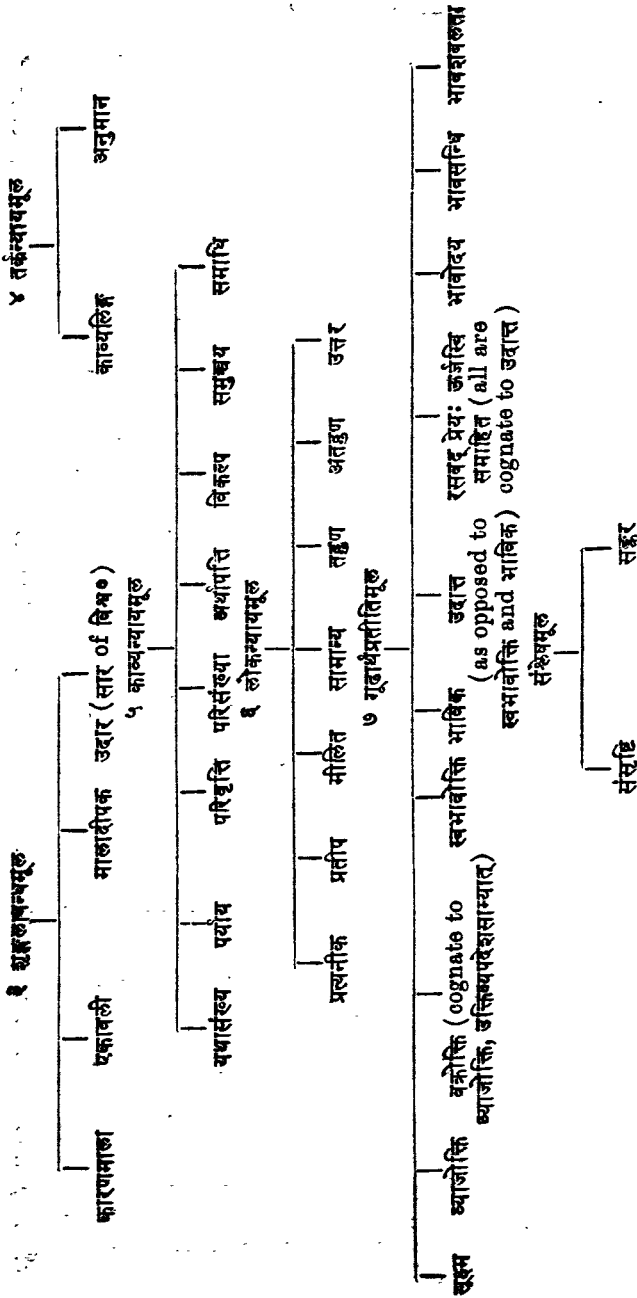 ३ शृङ्खलाबन्धमूल
कारणमाला एकावली मालादीपक उदार (सार of विश्व०)
४ तर्कन्यायमूल
काव्यलिङ्ग अनुमान
५ काव्यन्यायमूल
यथासंख्य पर्याय परिवृत्ति परिसंख्या अर्थापत्ति विकल्प समुच्चय समाधि
६ लोकन्यायमूल
प्रत्यनीक प्रतीप मीलित सामान्य तद्गुण अतद्गुण उत्तर
७ गूढार्थप्रतीतिमूल
सूक्ष्म व्याजोक्ति वक्रोक्ति (cognate to स्वभावोक्ति भाविक उदात्त रसवद् प्रेयः ऊर्जस्वि भावोदय भावसन्धि भावशबलता
व्याजोक्ति, उक्तिव्यपदेशसाम्यात्) (as opposed to समाहित (all are
स्वभावोक्ति and भाविक) cognate to उदात्त)
संश्लेषमूल
संसृष्टि सङ्कर